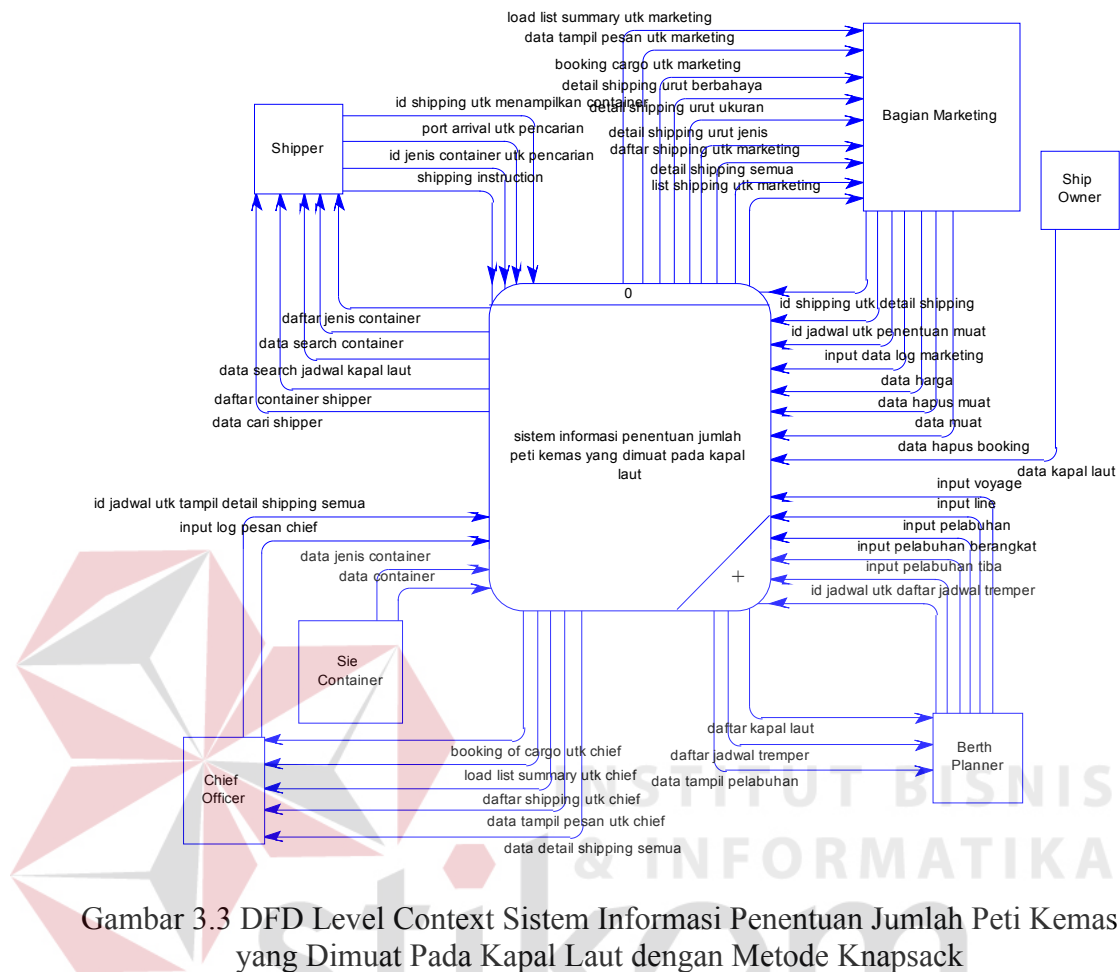 load list summary utk marketing
data tampil pesan utk marketing
booking cargo utk marketing
detail shipping urut berbahaya
id shipping utk menampilkan container
detail shipping urut ukuran
port arrival utk pencarian
detail shipping urut jenis
daftar shipping utk marketing
id jenis container utk pencarian
detail shipping semua
shipping instruction
list shipping utk marketing
Shipper
Bagian Marketing
Ship
Owner
0
id shipping utk detail shipping
daftar jenis container
id jadwal utk penentuan muat
data search container
input data log marketing
data search jadwal kapal laut
data harga
daftar container shipper
data hapus muat
data cari shipper
data muat
sistem informasi penentuan jumlah
peti kemas yang dimuat pada kapal
laut
data hapus booking
data kapal laut
input voyage
id jadwal utk tampil detail shipping semua
input line
input log pesan chief
input pelabuhan
input pelabuhan berangkat
data jenis container
input pelabuhan tiba
data container
+
id jadwal utk daftar jadwal tremper
Sie
Container
daftar kapal laut
booking of cargo utk chief
daftar jadwal tremper
Berth
Planner
load list summary utk chief
data tampil pelabuhan
Chief
Officer
daftar shipping utk chief
data tampil pesan utk chief
data detail shipping semua
INSTITUT BISNIS
& INFORMATIKA
stikom
Gambar 3.3 DFD Level Context Sistem Informasi Penentuan Jumlah Peti Kemas
yang Dimuat Pada Kapal Laut dengan Metode Knapsack